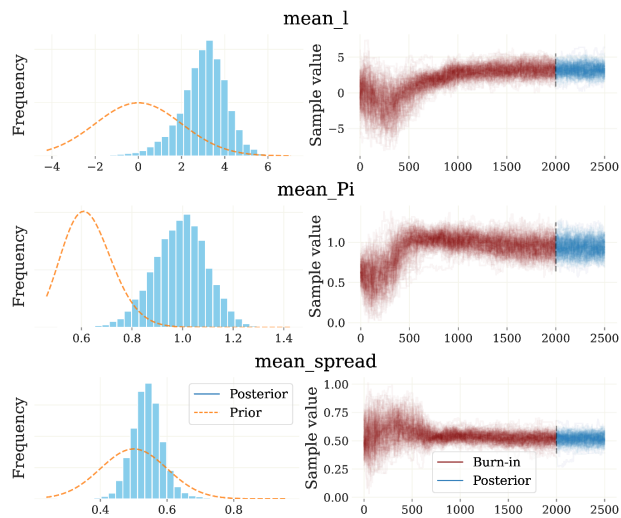 mean_l
Frequency
−4 −2 0 2 4 6
Sample value
5
0
−5
0 500 1000 1500 2000 2500
mean_Pi
Frequency
0.6 0.8 1.0 1.2 1.4
Sample value
1.0
0.5
0.0
0 500 1000 1500 2000 2500
mean_spread
Frequency
Posterior
Prior
0.4 0.6 0.8
Sample value
1.00
0.75
0.50
0.25
0.00
Burn-in
Posterior
0 500 1000 1500 2000 2500